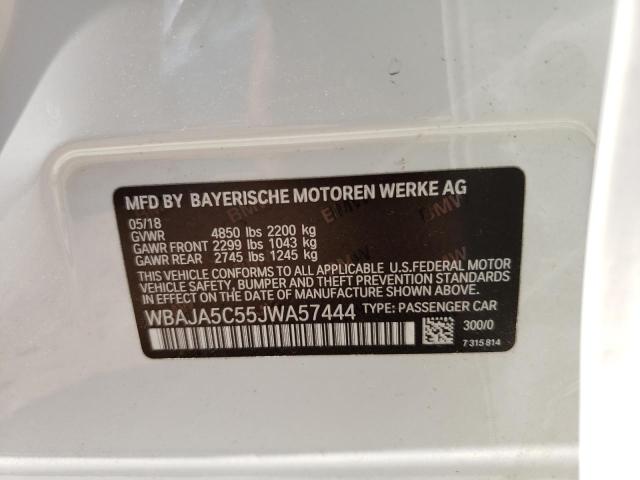 MFD BY BAYERISCHE MOTOREN WERKE AG
05/18
GVWR 4850 lbs 2200 kg
GAWR FRONT 2299 lbs 1043 kg
GAWR REAR 2745 lbs 1245 kg
THIS VEHICLE CONFORMS TO ALL APPLICABLE U.S.FEDERAL MOTOR
VEHICLE SAFETY, BUMPER AND THEFT PREVENTION STANDARDS
IN EFFECT ON THE DATE OF MANUFACTURE SHOWN ABOVE.
WBAJA5C55JWA57444 TYPE: PASSENGER CAR
300/0
7 315 814